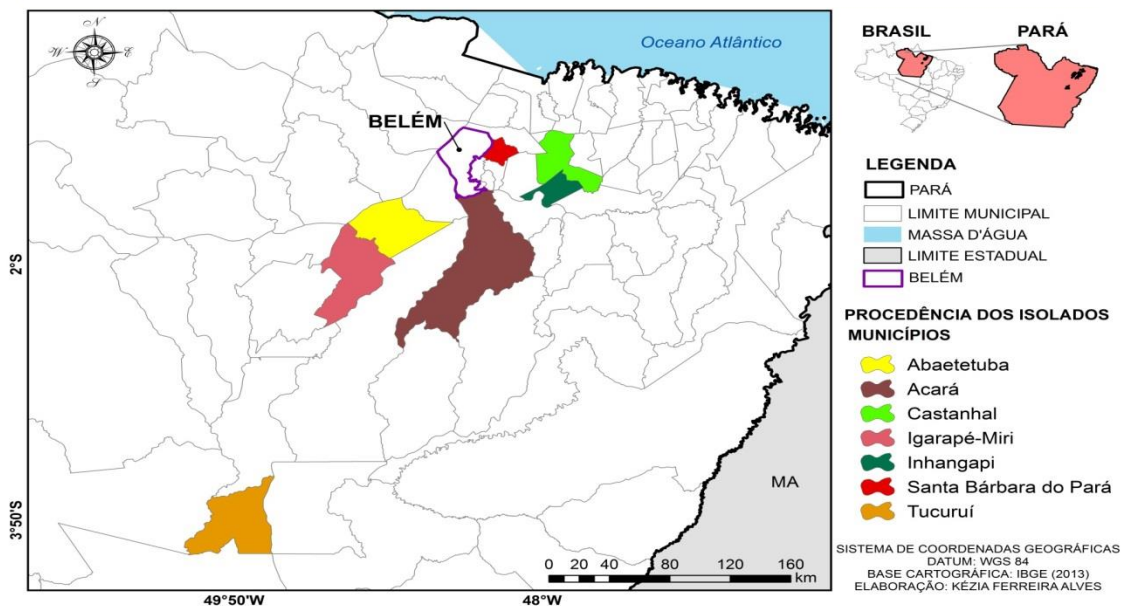 N
W
E
S
Oceano Atlântico
BELÉM
MA
2°S
3°50'S
49°50'W
48°W
0 20 40 80 120 160
km
BRASIL
PARÁ
LEGENDA
PARÁ
LIMITE MUNICIPAL
MASSA D'ÁGUA
LIMITE ESTADUAL
BELÉM
PROCEDÊNCIA DOS ISOLADOS
MUNICÍPIOS
Abaetetuba
Acará
Castanhal
Igarapé-Miri
Inhangapi
Santa Bárbara do Pará
Tucuruí
SISTEMA DE COORDENADAS GEOGRÁFICAS
DATUM: WGS 84
BASE CARTOGRÁFICA: IBGE (2013)
ELABORAÇÃO: KÉZIA FERREIRA ALVES